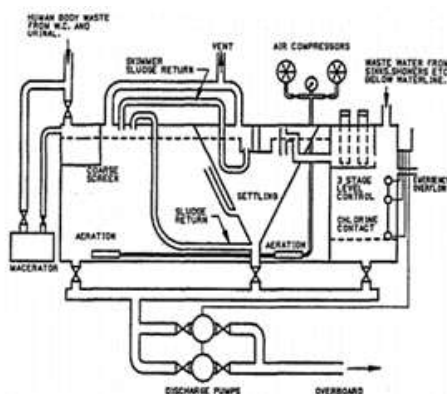 HUMAN BODY WASTE
FROM W.C. AND
URINAL.
VENT
AIR COMPRESSORS
SKIMMER
SLUDGE RETURN
WASTE WATER FROM
SINKS,SHOWERS ETC
BELOW WATERLINE.
COARSE
SCREEN
SETTLING
3 STAGE
LEVEL
CONTROL
EMERGENCY
OVERFLOW
CHLORINE
CONTACT
SLUDGE
RETURN
AERATION
AERATION
MACERATOR
DISCHARGE PUMPS
OVERBOARD